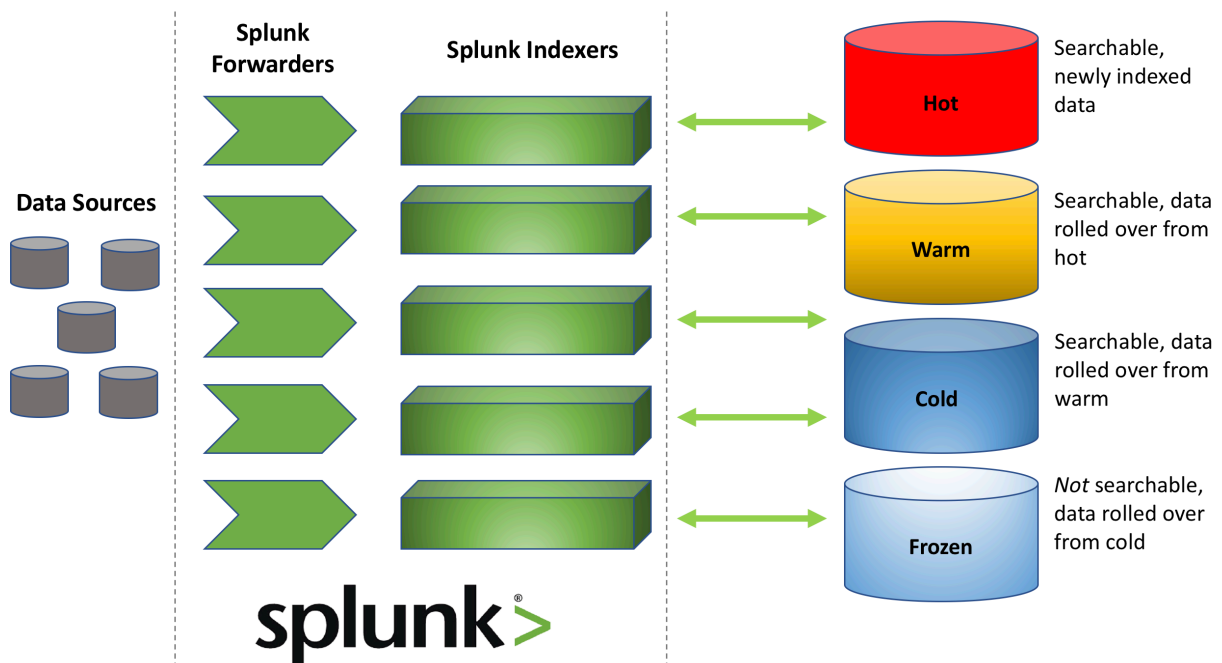 Data Sources
Splunk
Forwarders
Splunk Indexers
splunk>®
Hot
Searchable,
newly indexed
data
Warm
Searchable, data
rolled over from
hot
Cold
Searchable, data
rolled over from
warm
Frozen
Not searchable,
data rolled over
from cold